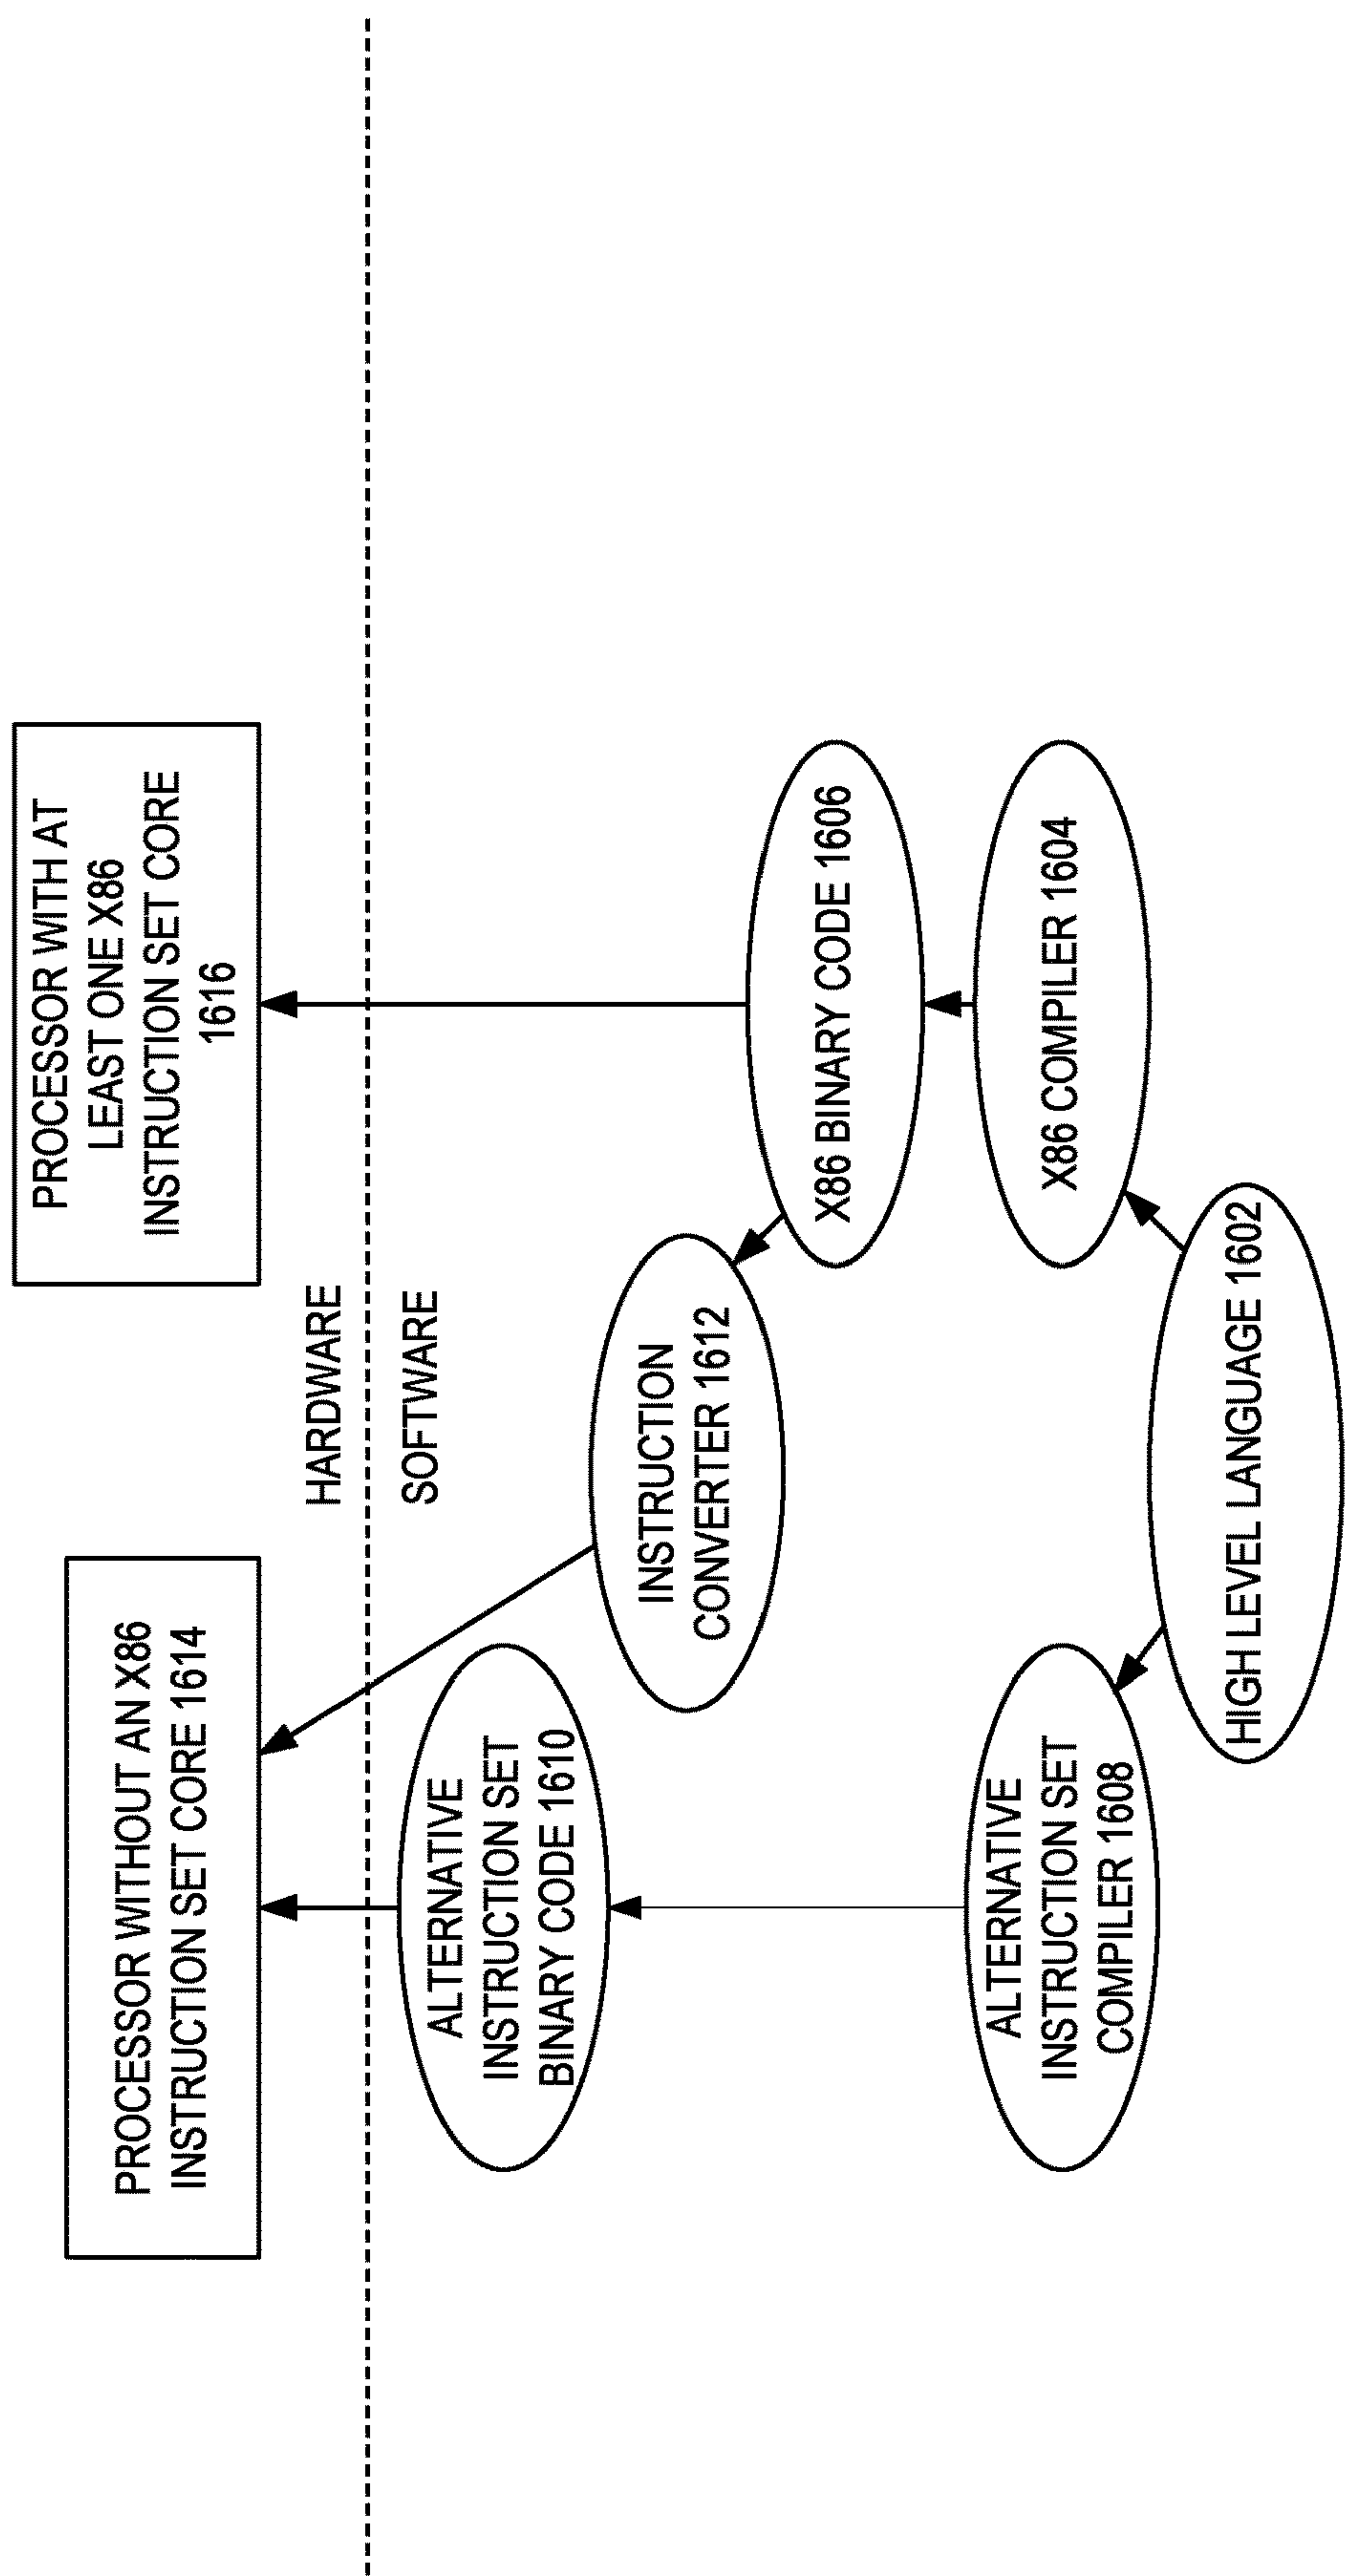 PROCESSOR WITHOUT AN X86
INSTRUCTION SET CORE 1614
PROCESSOR WITH AT
LEAST ONE X86
INSTRUCTION SET CORE
1616
HARDWARE
SOFTWARE
ALTERNATIVE
INSTRUCTION SET
BINARY CODE 1610
INSTRUCTION
CONVERTER 1612
X86 BINARY CODE 1606
ALTERNATIVE
INSTRUCTION SET
COMPILER 1608
X86 COMPILER 1604
HIGH LEVEL LANGUAGE 1602